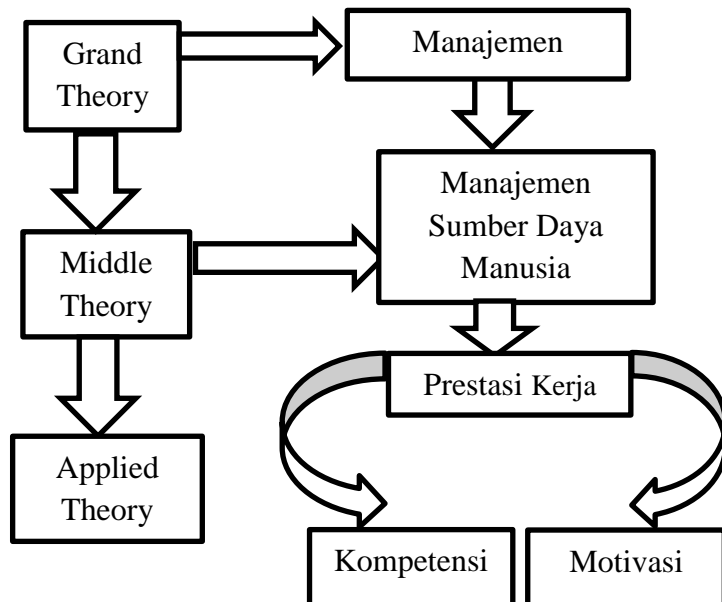 Grand
Theory
Manajemen
Manajemen
Sumber Daya
Manusia
Middle
Theory
Prestasi Kerja
Applied
Theory
Kompetensi
Motivasi